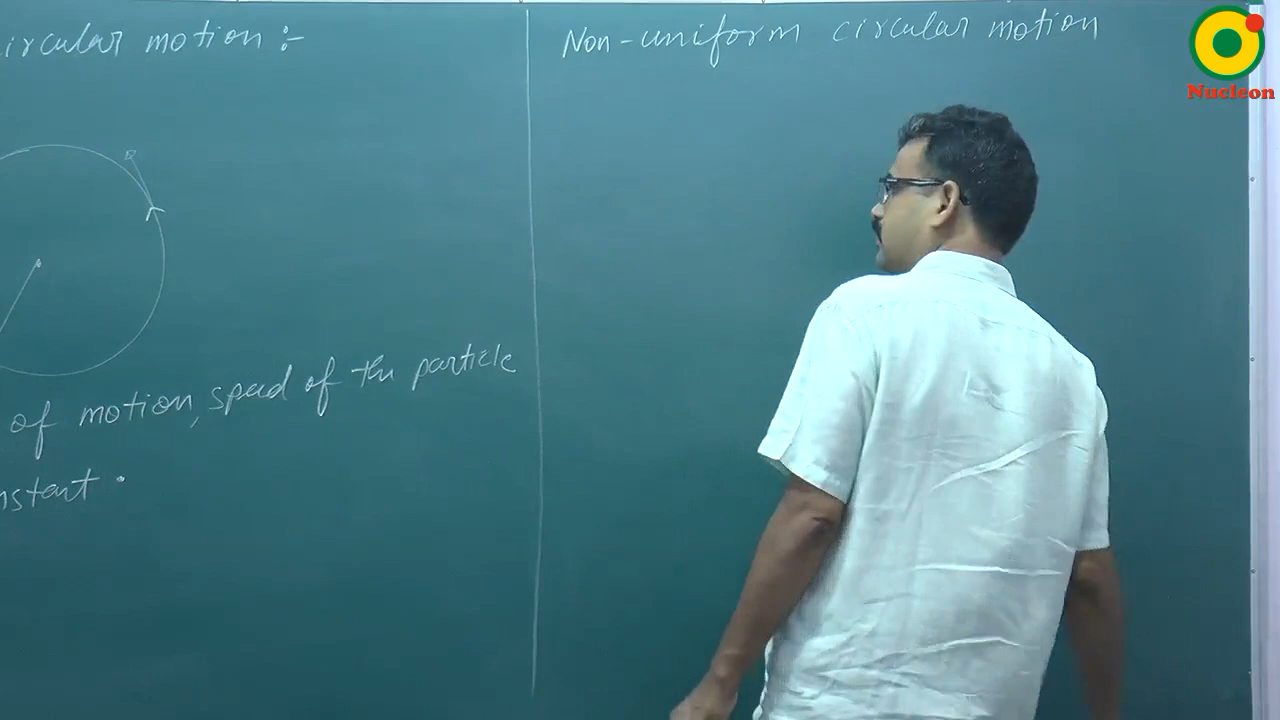 ircular motion :-
of motion, speed of the particle
nstant .
Non-uniform circular motion
Nucleon